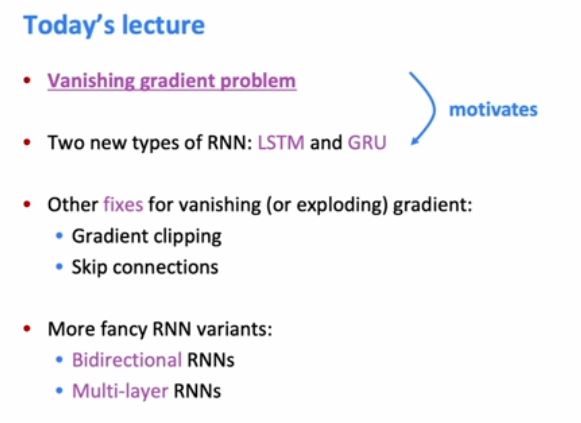 Today's lecture
• Vanishing gradient problem
motivates
• Two new types of RNN: LSTM and GRU
• Other fixes for vanishing (or exploding) gradient:
• Gradient clipping
• Skip connections
• More fancy RNN variants:
• Bidirectional RNNs
• Multi-layer RNNs